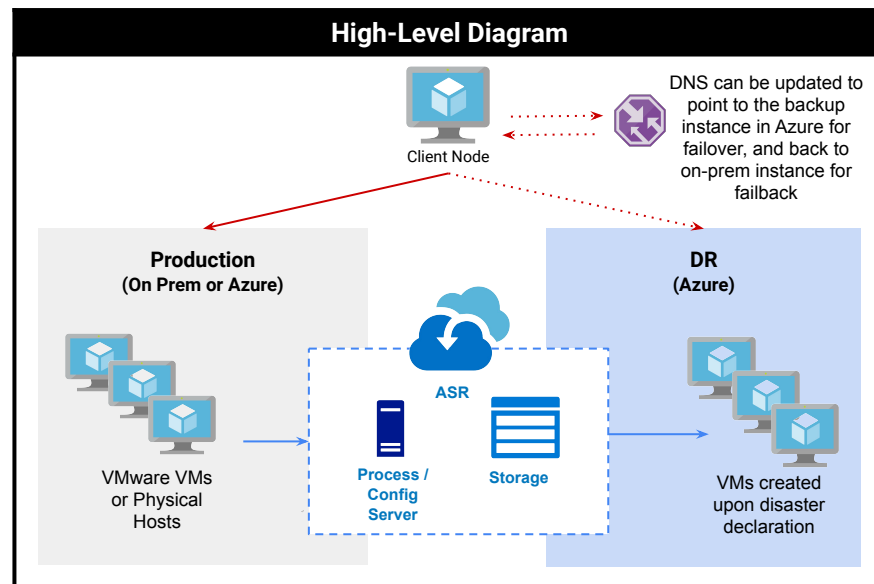 High-Level Diagram
DNS can be updated to
point to the backup
instance in Azure for
failover, and back to
on-prem instance for
failback
Client Node
Production
(On Prem or Azure)
DR
(Azure)
ASR
Process /
Config
Server
Storage
VMware VMs
or Physical
Hosts
VMs created
upon disaster
declaration